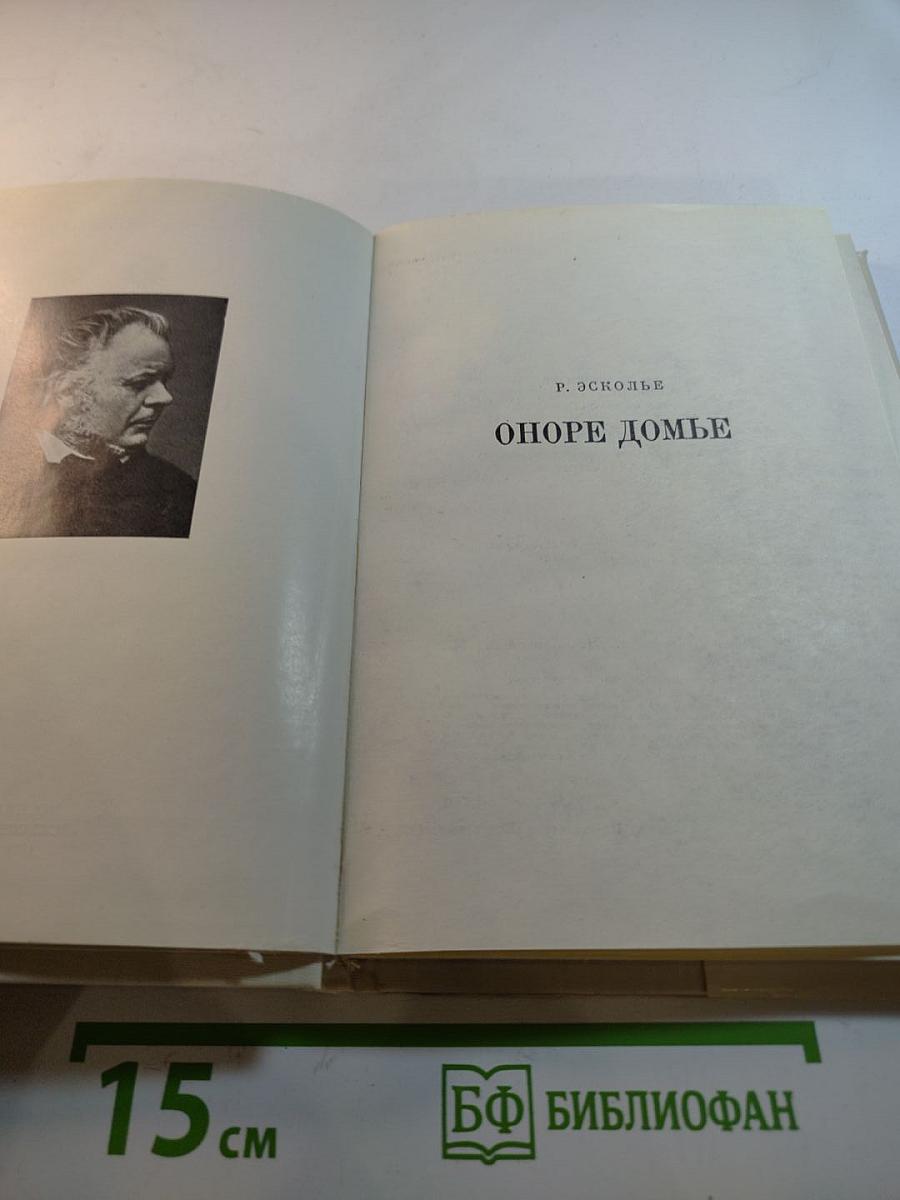 Р. ЭСКОЛЬЕ
ОНОРЕ ДОМЬЕ
15 см
БФ БИБЛИОФАН